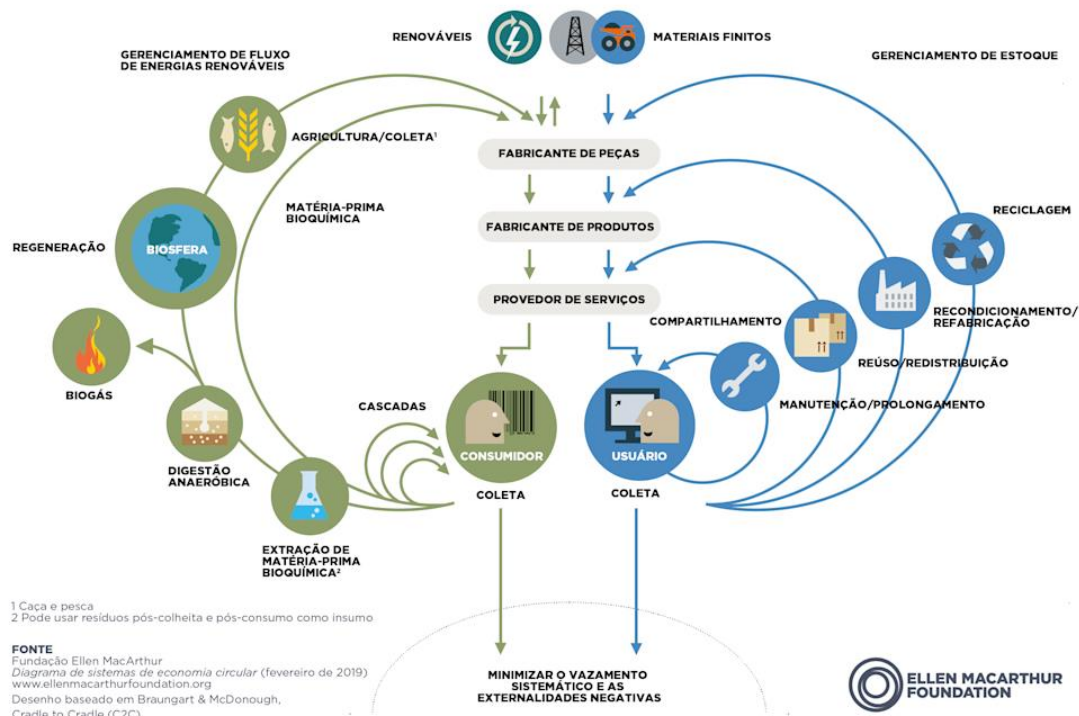 RENOVÁVEIS
MATERIAIS FINITOS
GERENCIAMENTO DE FLUXO
DE ENERGIAS RENOVÁVEIS
GERENCIAMENTO DE ESTOQUE
AGRICULTURA/COLETA¹
FABRICANTE DE PEÇAS
MATÉRIA-PRIMA
BIOQUÍMICA
RECICLAGEM
FABRICANTE DE PRODUTOS
REGENERAÇÃO
BIOSFERA
PROVEDOR DE SERVIÇOS
RECONDICIONAMENTO/
REFABRICAÇÃO
COMPARTILHAMENTO
REÚSO/REDISTRIBUIÇÃO
BIOGÁS
MANUTENÇÃO/PROLONGAMENTO
CASCADAS
CONSUMIDOR
USUÁRIO
DIGESTÃO
ANAERÓBICA
COLETA
COLETA
EXTRAÇÃO DE
MATÉRIA-PRIMA
BIOQUÍMICA²
1 Caça e pesca
2 Pode usar resíduos pós-colheita e pós-consumo como insumo
FONTE
Fundação Ellen MacArthur
Diagrama de sistemas de economia circular (fevereiro de 2019)
www.ellenmacarthurfoundation.org
Desenho baseado em Braungart & McDonough,
Cradle to Cradle (C2C)
MINIMIZAR O VAZAMENTO
SISTEMÁTICO E AS
EXTERNALIDADES NEGATIVAS
ELLEN MACARTHUR
FOUNDATION